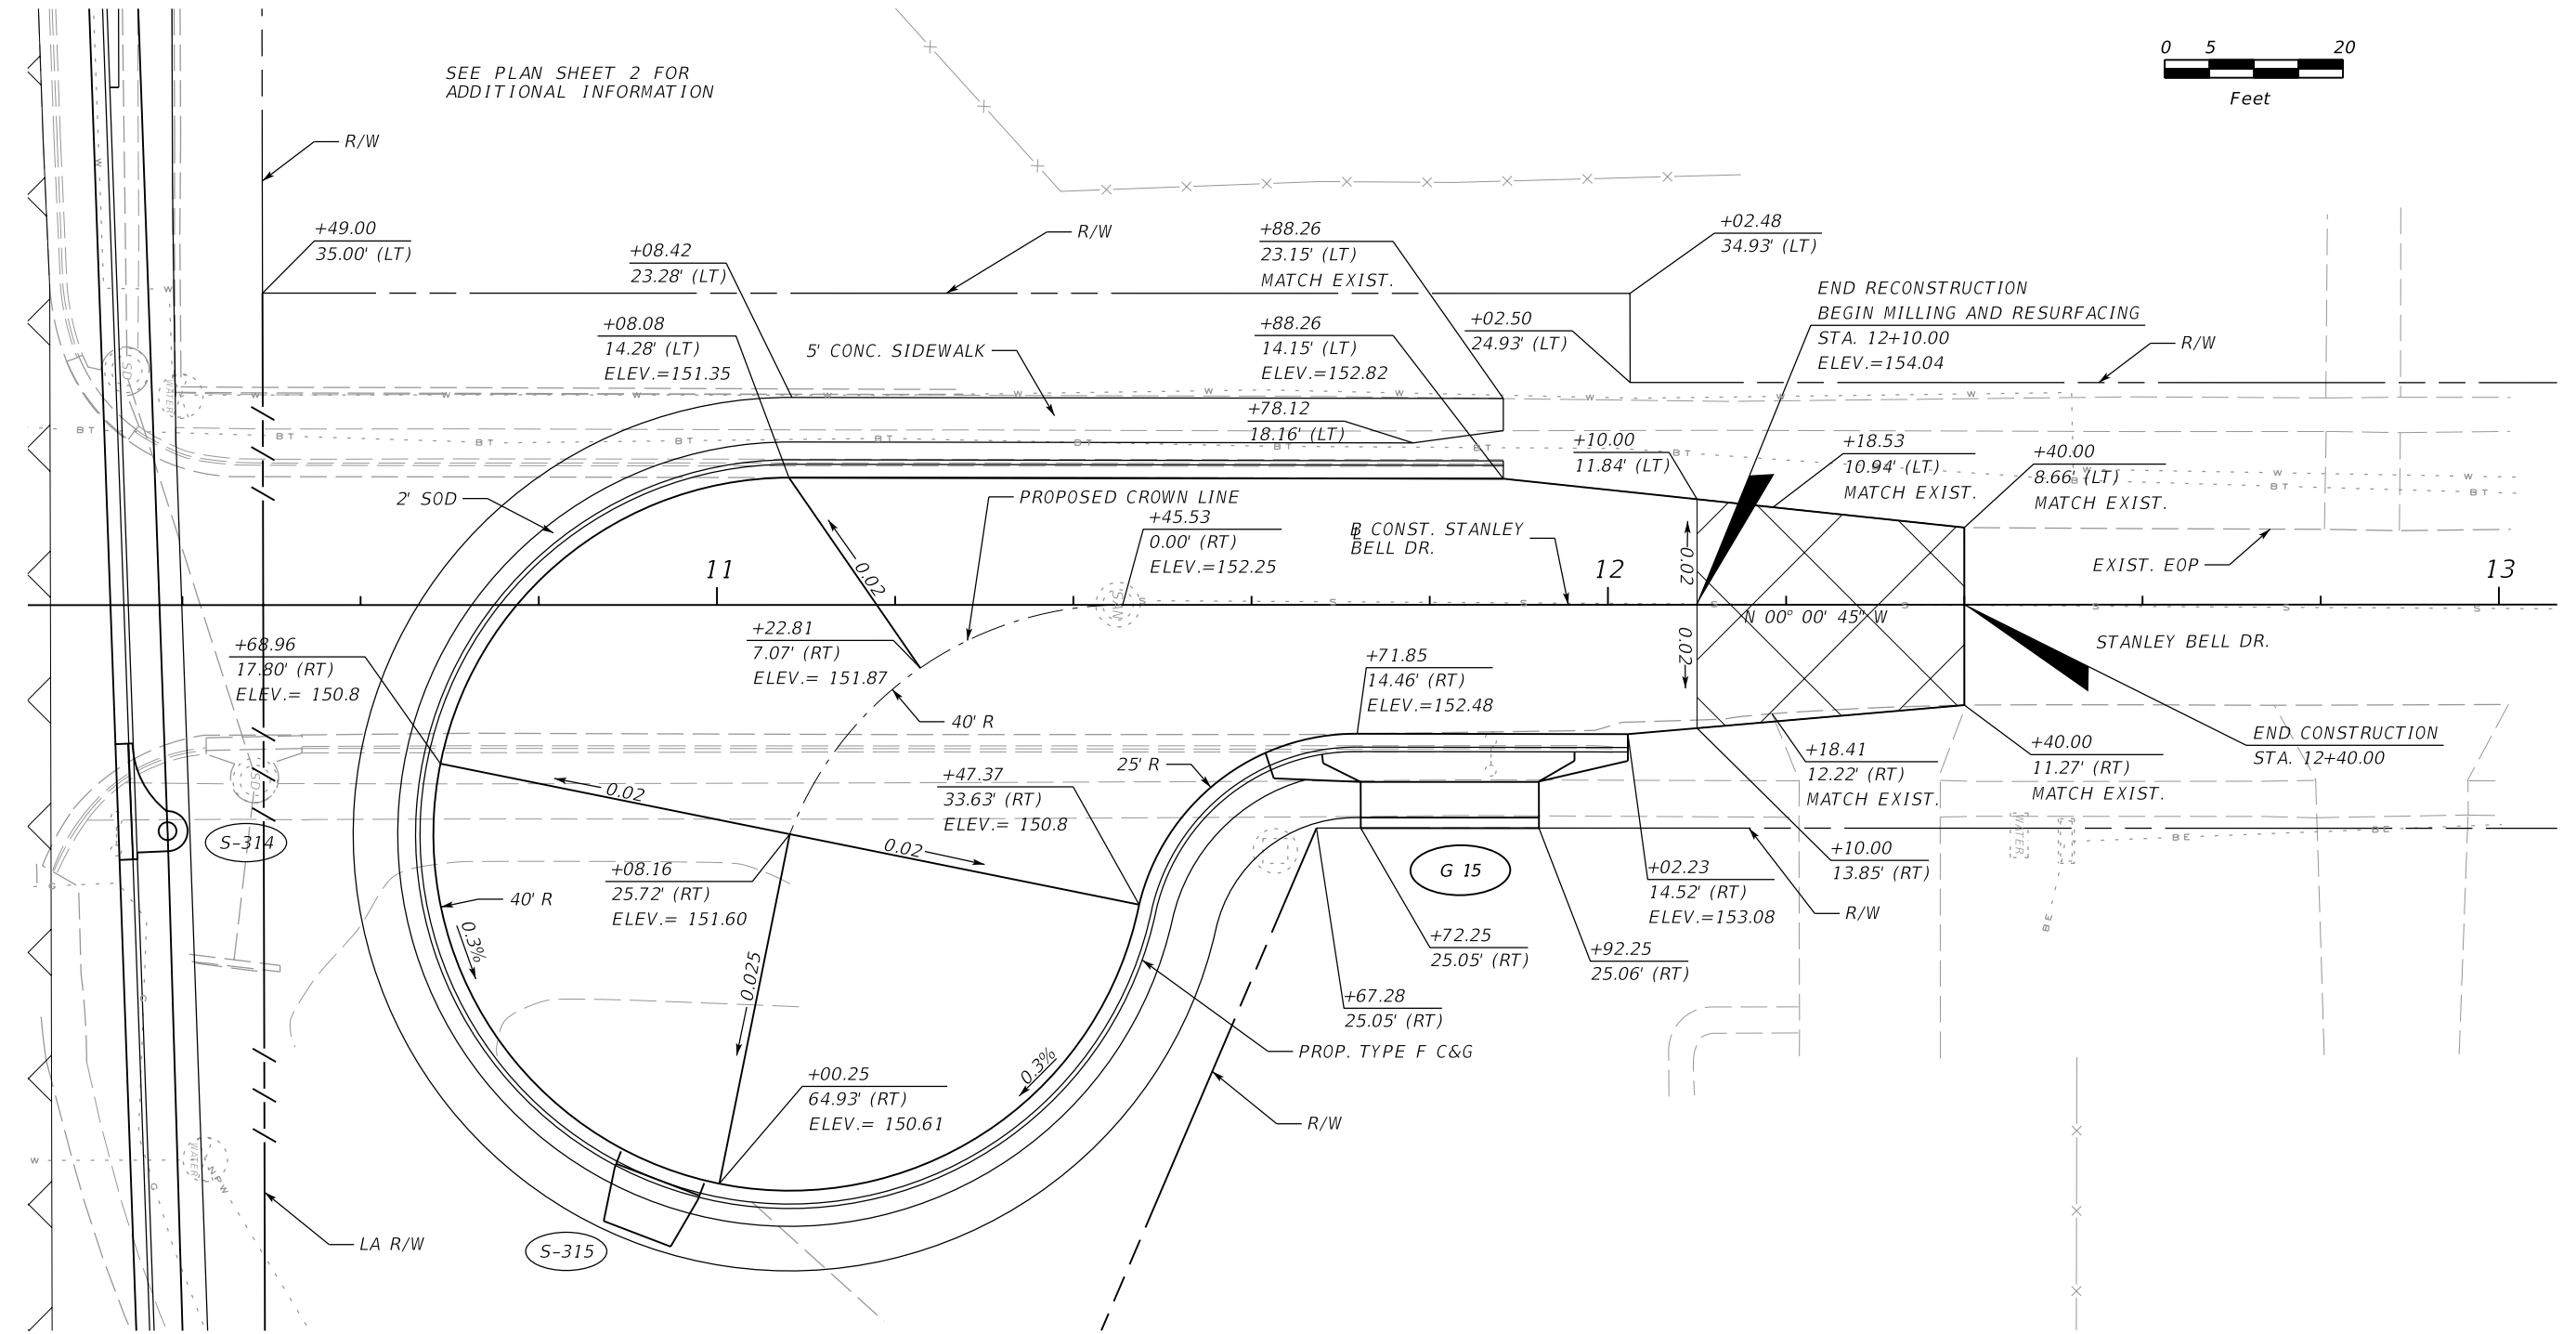 0 5 20
Feet
SEE PLAN SHEET 2 FOR
ADDITIONAL INFORMATION
R/W
+49.00
35.00' (LT)
+08.42
23.28' (LT)
R/W
+88.26
23.15' (LT)
MATCH EXIST.
+02.48
34.93' (LT)
END RECONSTRUCTION
BEGIN MILLING AND RESURFACING
STA. 12+10.00
ELEV.=154.04
+08.08
14.28' (LT)
ELEV.=151.35
5' CONC. SIDEWALK
+88.26
14.15' (LT)
ELEV.=152.82
+02.50
24.93' (LT)
R/W
+78.12
18.16' (LT)
+10.00
11.84' (LT)
+18.53
10.94' (LT)
MATCH EXIST.
+40.00
8.66' (LT)
MATCH EXIST.
2' SOD
PROPOSED CROWN LINE
+45.53
0.00' (RT)
ELEV.=152.25
B CONST. STANLEY
BELL DR.
EXIST. EOP
11
12
13
0.02
0.02
0.02
N 00° 00' 45" W
STANLEY BELL DR.
+68.96
17.80' (RT)
ELEV.= 150.8
+22.81
7.07' (RT)
ELEV.= 151.87
40' R
+71.85
14.46' (RT)
ELEV.=152.48
END CONSTRUCTION
STA. 12+40.00
+18.41
12.22' (RT)
MATCH EXIST.
+40.00
11.27' (RT)
MATCH EXIST.
25' R
+47.37
33.63' (RT)
ELEV.= 150.8
0.02
0.02
S-314
+08.16
25.72' (RT)
ELEV.= 151.60
40' R
G 15
+02.23
14.52' (RT)
ELEV.=153.08
+10.00
13.85' (RT)
R/W
0.3%
0.025
+72.25
25.05' (RT)
+92.25
25.06' (RT)
+67.28
25.05' (RT)
PROP. TYPE F C&G
0.3%
+00.25
64.93' (RT)
ELEV.= 150.61
R/W
LA R/W
S-315
SD
WATER
SAN
SD
WATER
WATER
W
BT
S
G
BE
NPW